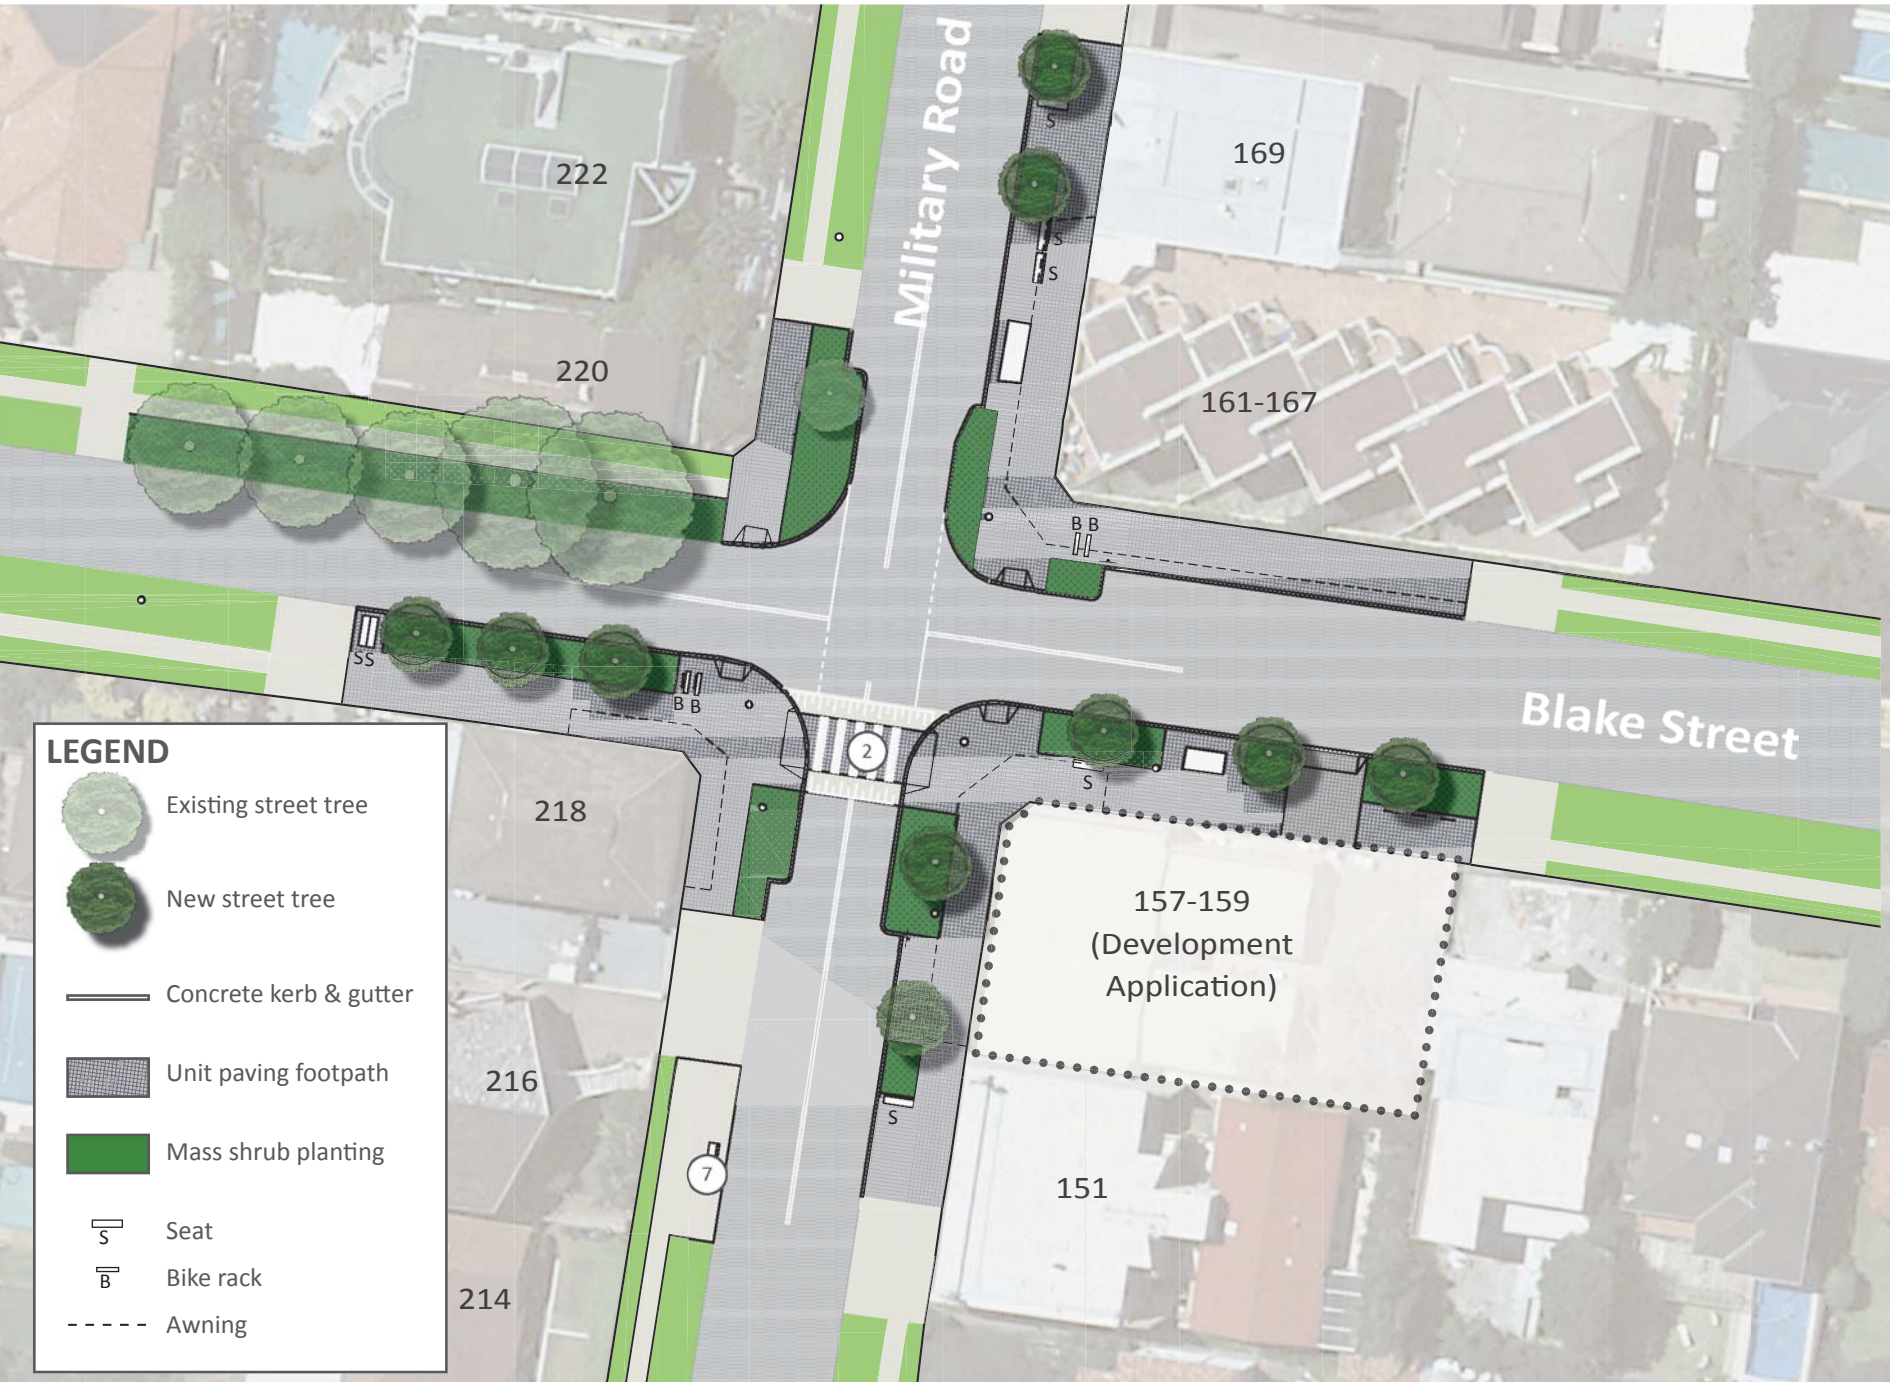 Military Road
S
169
222
S
S
220
161-167
B B
SS
B B
Blake Street
2
S
LEGEND
Existing street tree
New street tree
Concrete kerb & gutter
Unit paving footpath
Mass shrub planting
S
Seat
B
Bike rack
Awning
218
157-159
(Development
Application)
216
S
7
151
214